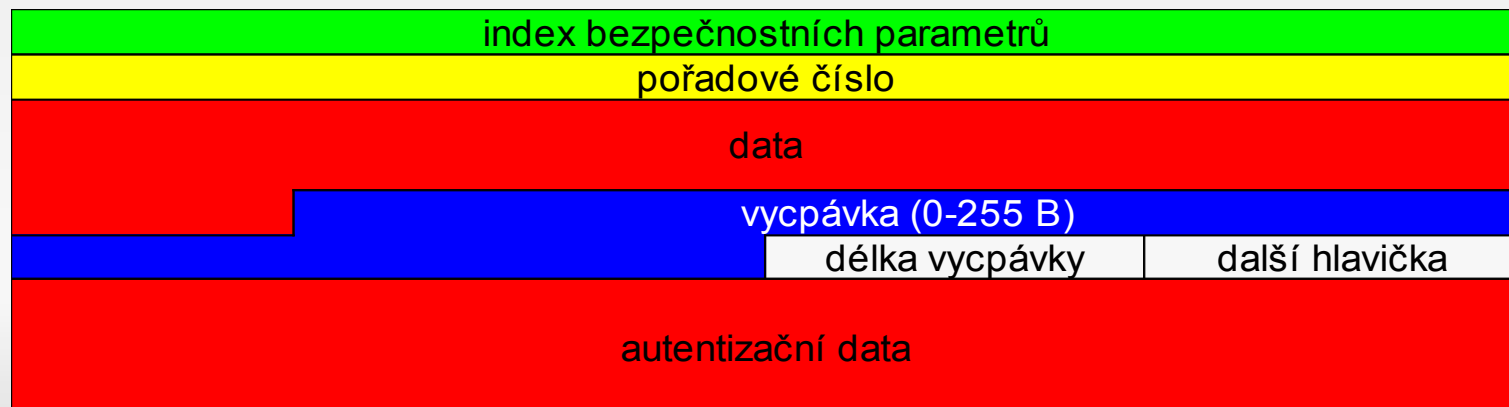 index bezpečnostních parametrů
pořadové číslo
data
vycpávka (0-255 B)
délka vycpávky
další hlavička
autentizační data